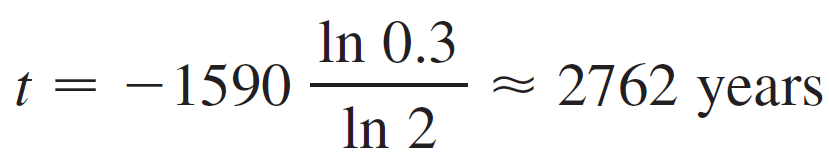 t = −1590 ln 0.3 / ln 2 ≈ 2762 years